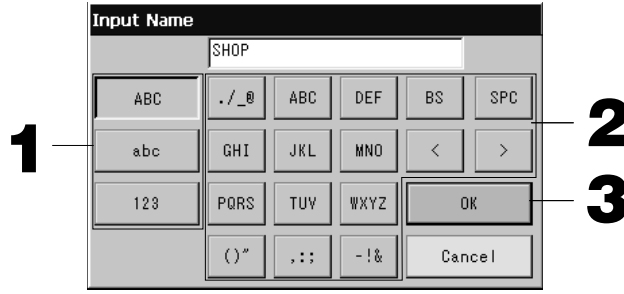 Input Name
SHOP
ABC
./_@ ABC DEF BS SPC
abc
GHI JKL MNO < >
123
PQRS TUV WXYZ OK
()" ,:; -!& Cancel
1
2
3